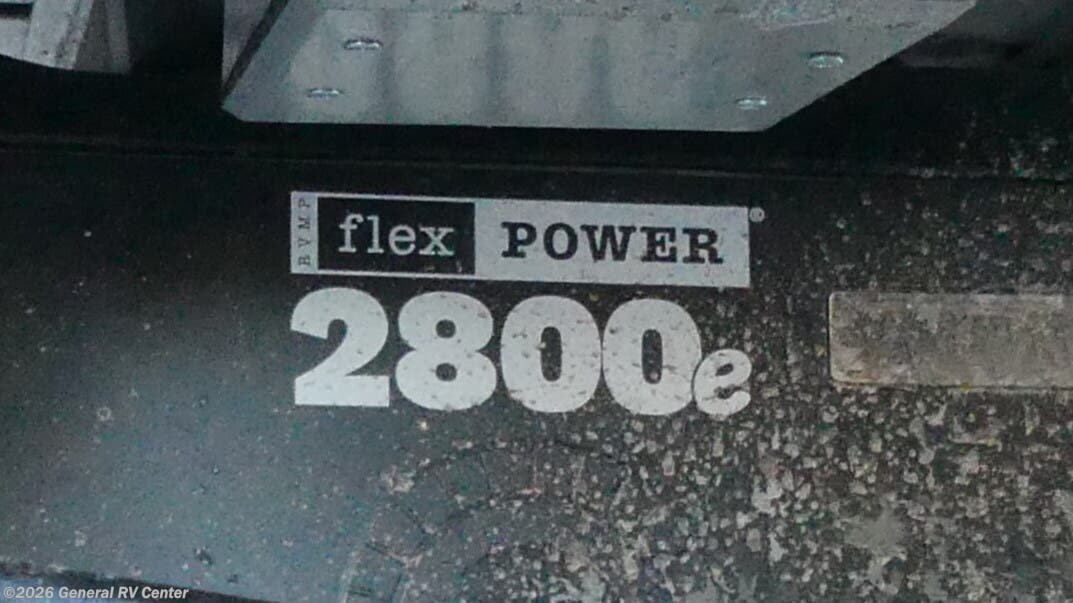 RVMP flex POWER®
2800e
©2026 General RV Center